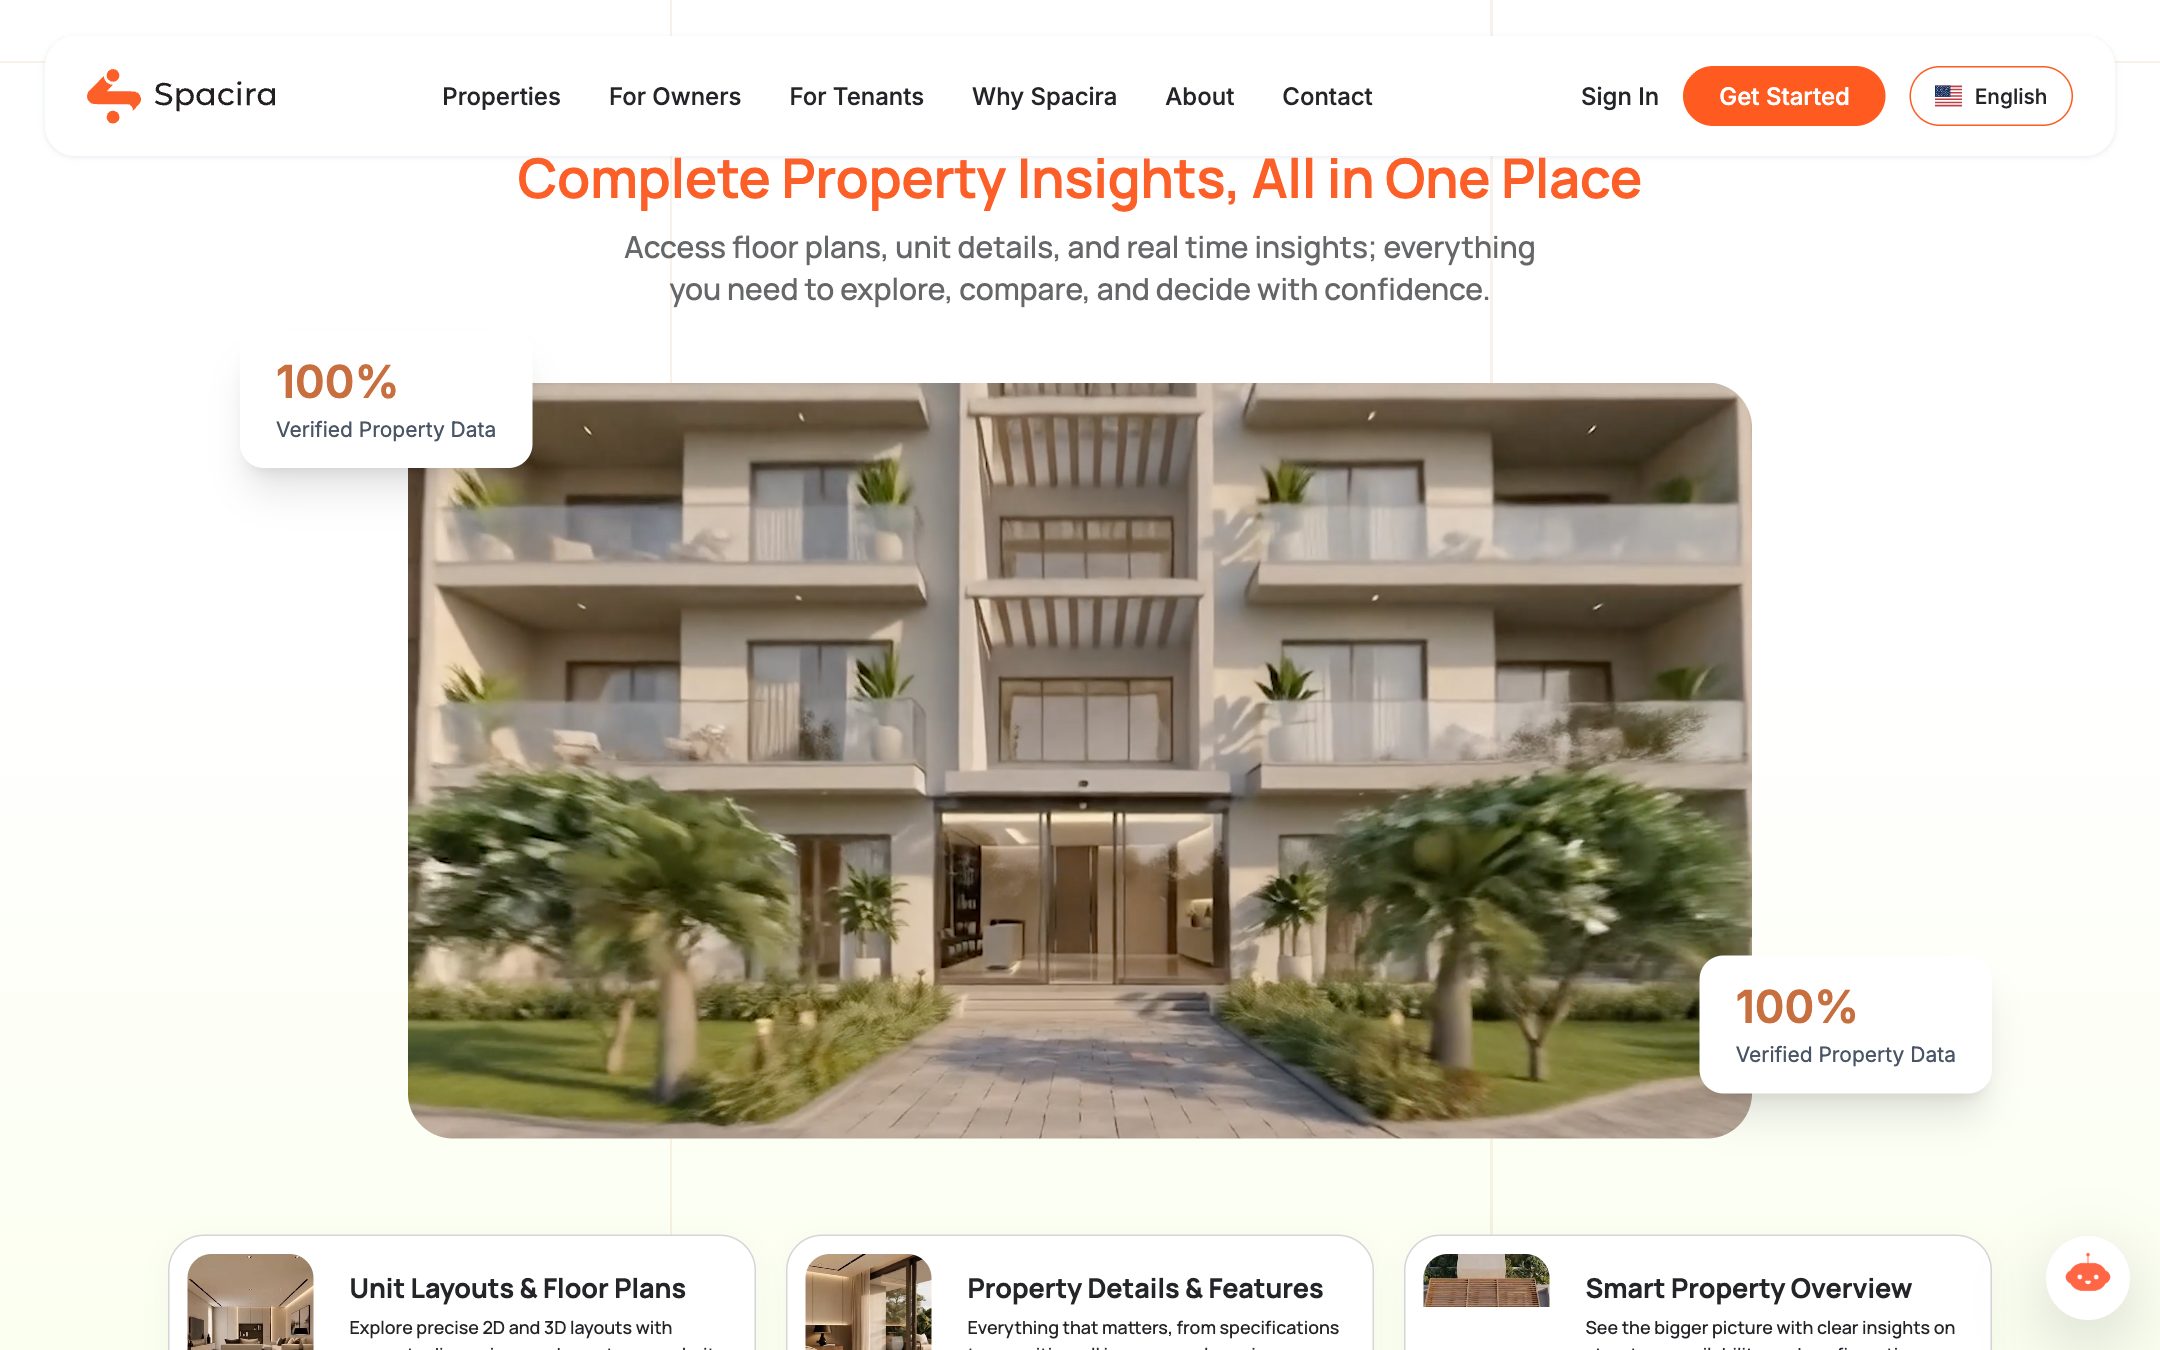 Spacira
Properties
For Owners
For Tenants
Why Spacira
About
Contact
Sign In
Get Started
English
Complete Property Insights, All in One Place
Access floor plans, unit details, and real time insights; everything
you need to explore, compare, and decide with confidence.
100%
Verified Property Data
100%
Verified Property Data
Unit Layouts & Floor Plans
Explore precise 2D and 3D layouts with
Property Details & Features
Everything that matters, from specifications
Smart Property Overview
See the bigger picture with clear insights on